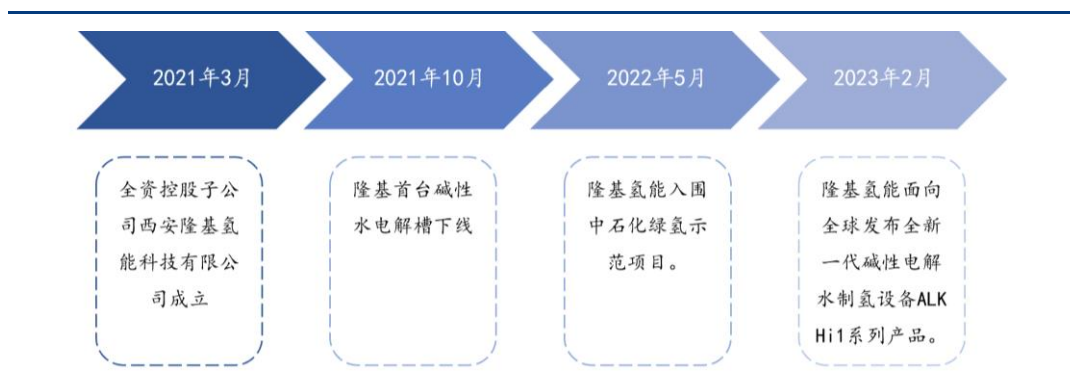 2021年3月
2021年10月
2022年5月
2023年2月
全资控股子公
司西安隆基氢
能科技有限公
司成立
隆基首台碱性
水电解槽下线
隆基氢能入围
中石化绿氢示
范项目。
隆基氢能面向
全球发布全新
一代碱性电解
水制氢设备ALK
Hi1系列产品。